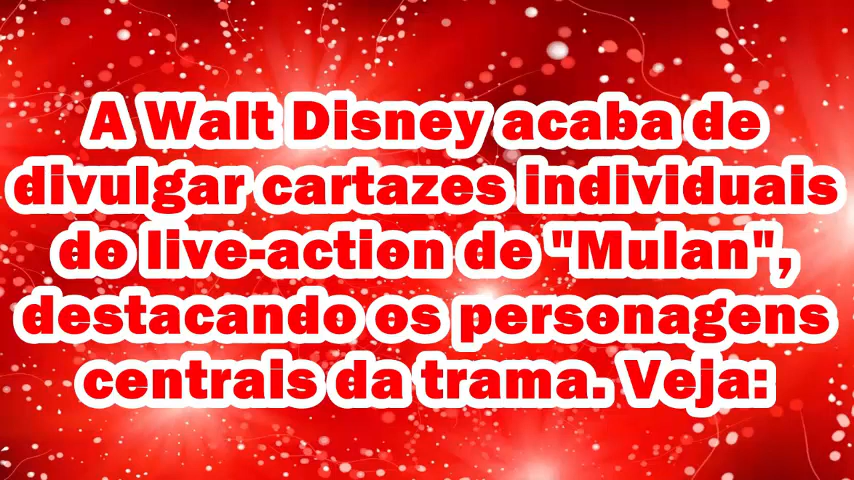 A Walt Disney acaba de
divulgar cartazes individuais
do live-action de "Mulan",
destacando os personagens
centrais da trama. Veja: